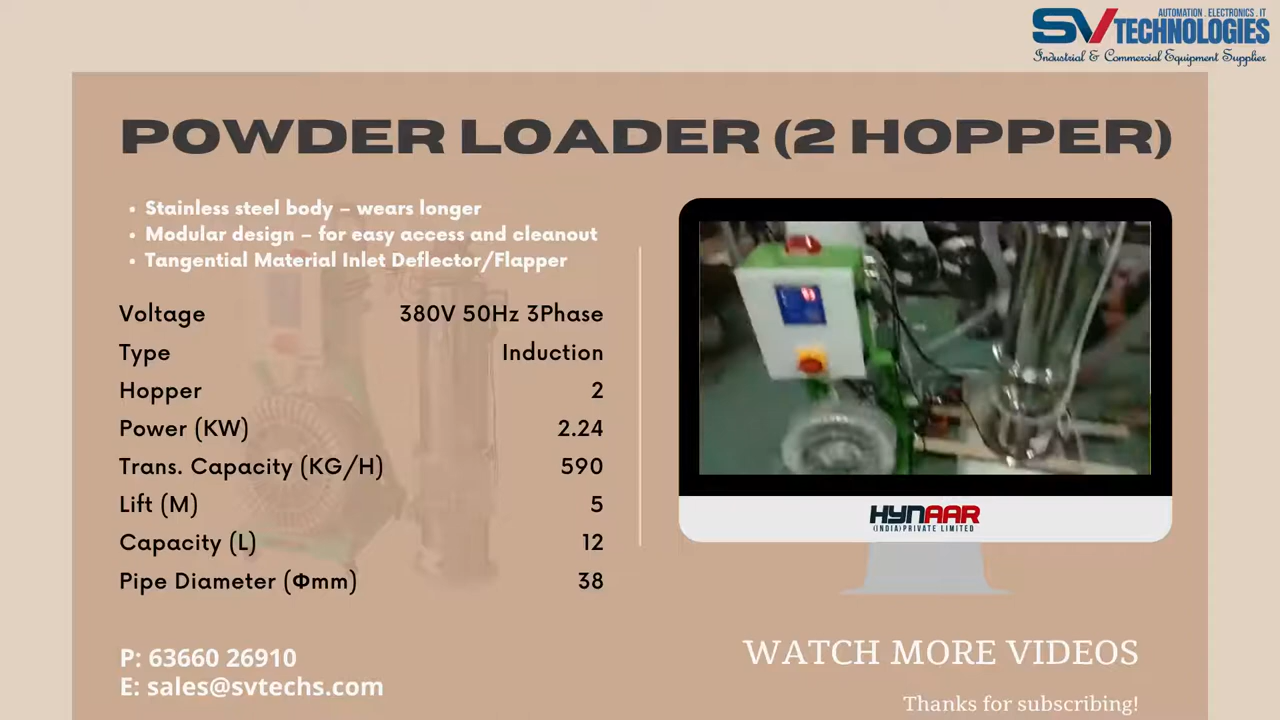 SV TECHNOLOGIES
AUTOMATION . ELECTRONICS . IT
Industrial & Commercial Equipment Supplier
POWDER LOADER (2 HOPPER)
• Stainless steel body – wears longer
• Modular design – for easy access and cleanout
• Tangential Material Inlet Deflector/Flapper
Voltage 380V 50Hz 3Phase
Type Induction
Hopper 2
Power (KW) 2.24
Trans. Capacity (KG/H) 590
Lift (M) 5
Capacity (L) 12
Pipe Diameter (Φmm) 38
HYNAAR
(INDIA) PRIVATE LIMITED
P: 63660 26910
E: sales@svtechs.com
WATCH MORE VIDEOS
Thanks for subscribing!